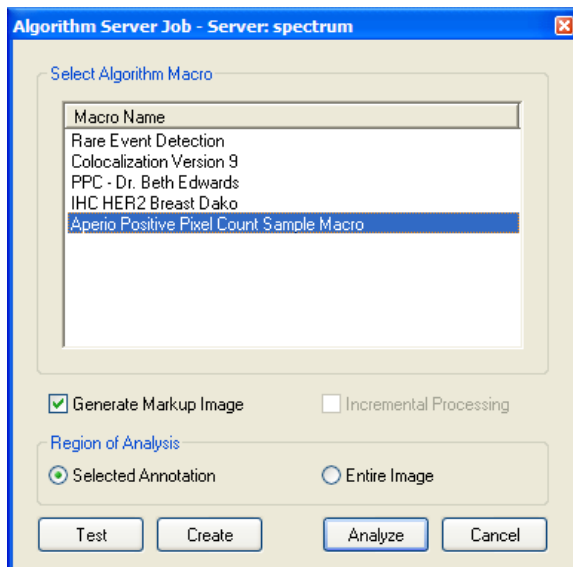 Algorithm Server Job - Server: spectrum
Select Algorithm Macro
Macro Name
Rare Event Detection
Colocalization Version 9
PPC - Dr. Beth Edwards
IHC HER2 Breast Dako
Aperio Positive Pixel Count Sample Macro
Generate Markup Image Incremental Processing
Region of Analysis
Selected Annotation Entire Image
Test Create Analyze Cancel